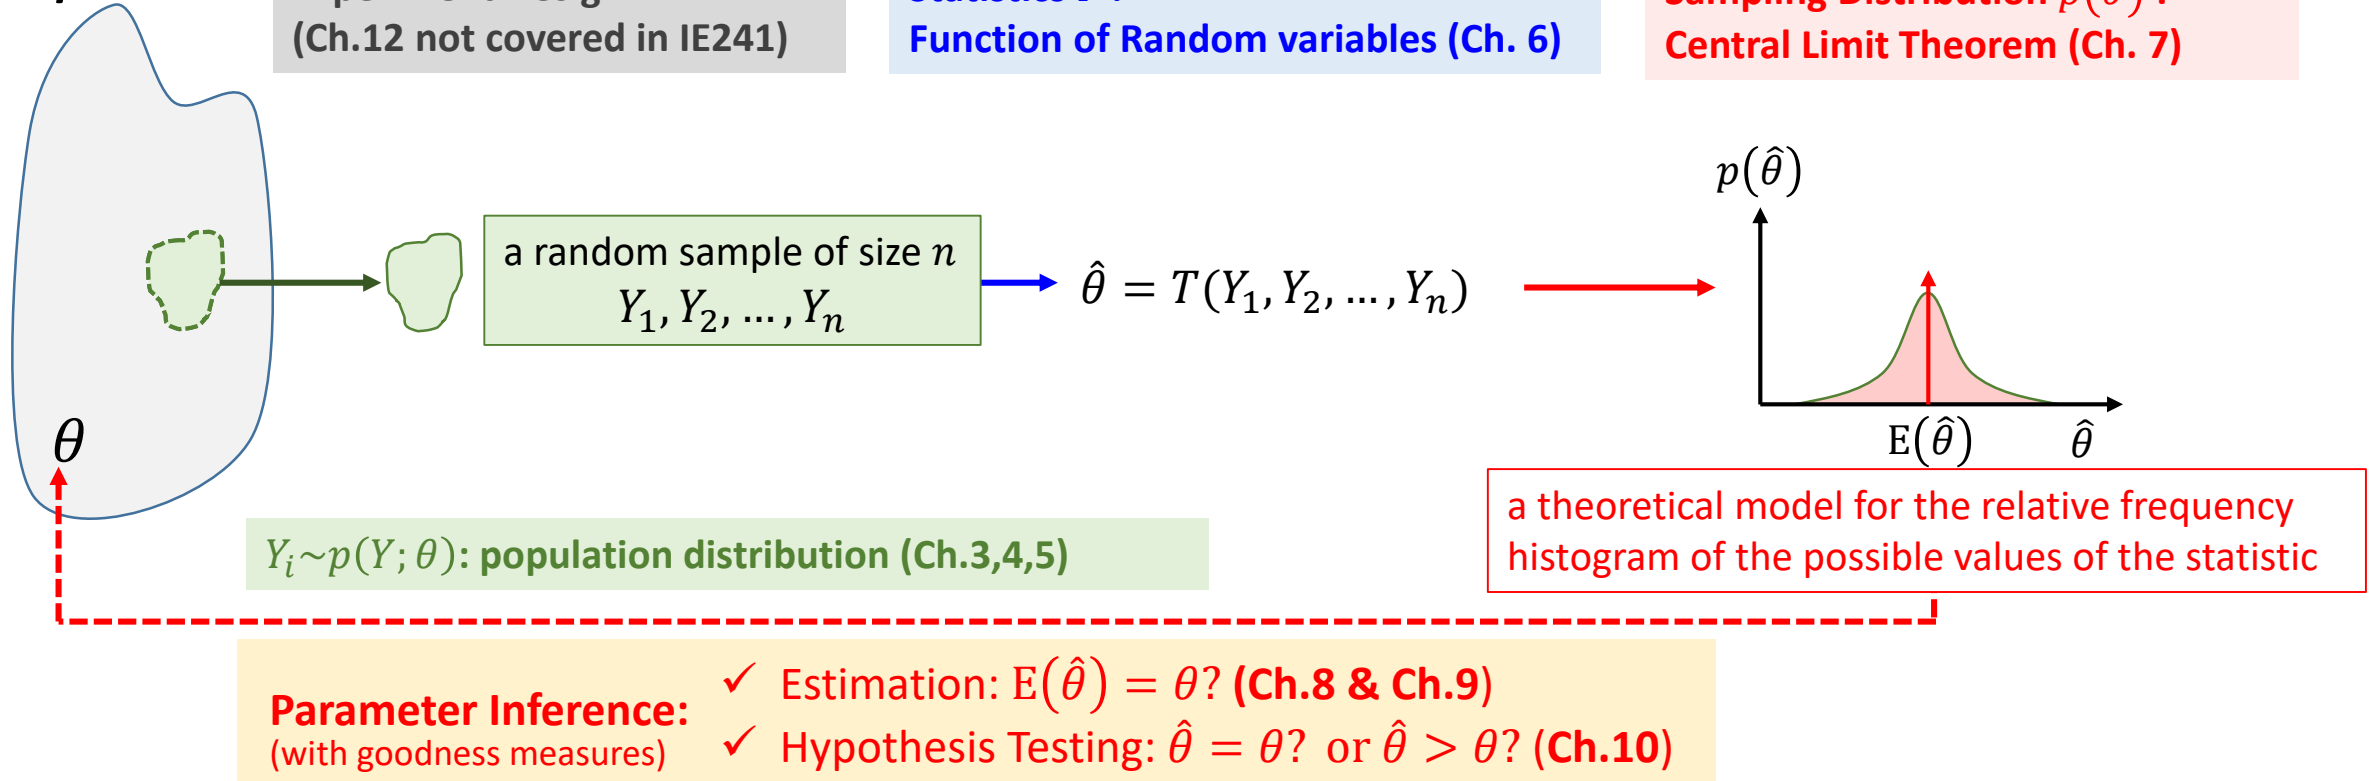 (Ch.12 not covered in IE241)
Function of Random variables (Ch. 6)
Sampling Distribution p(θ̂) :
Central Limit Theorem (Ch. 7)
p(θ̂)
a random sample of size n
Y₁, Y₂, … , Yₙ
θ̂ = T(Y₁, Y₂, … , Yₙ)
θ
E(θ̂)
θ̂
a theoretical model for the relative frequency
histogram of the possible values of the statistic
Yᵢ~p(Y; θ): population distribution (Ch.3,4,5)
Parameter Inference:
(with goodness measures)
✓ Estimation: E(θ̂) = θ? (Ch.8 & Ch.9)
✓ Hypothesis Testing: θ̂ = θ? or θ̂ > θ? (Ch.10)